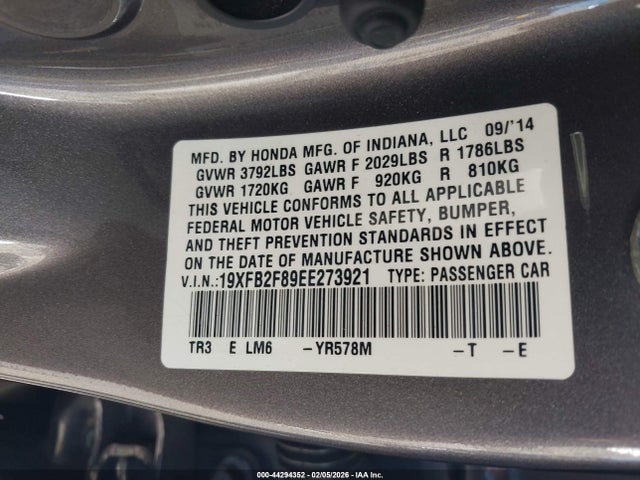 MFD. BY HONDA MFG. OF INDIANA, LLC 09/'14
GVWR 3792LBS GAWR F 2029LBS R 1786LBS
GVWR 1720KG GAWR F 920KG R 810KG
THIS VEHICLE CONFORMS TO ALL APPLICABLE
FEDERAL MOTOR VEHICLE SAFETY, BUMPER,
AND THEFT PREVENTION STANDARDS IN EFFECT
ON THE DATE OF MANUFACTURE SHOWN ABOVE.
V.I.N.:19XFB2F89EE273921 TYPE: PASSENGER CAR
TR3 E LM6 -YR578M -T -E
000-44294352 - 02/05/2026 - IAA Inc.